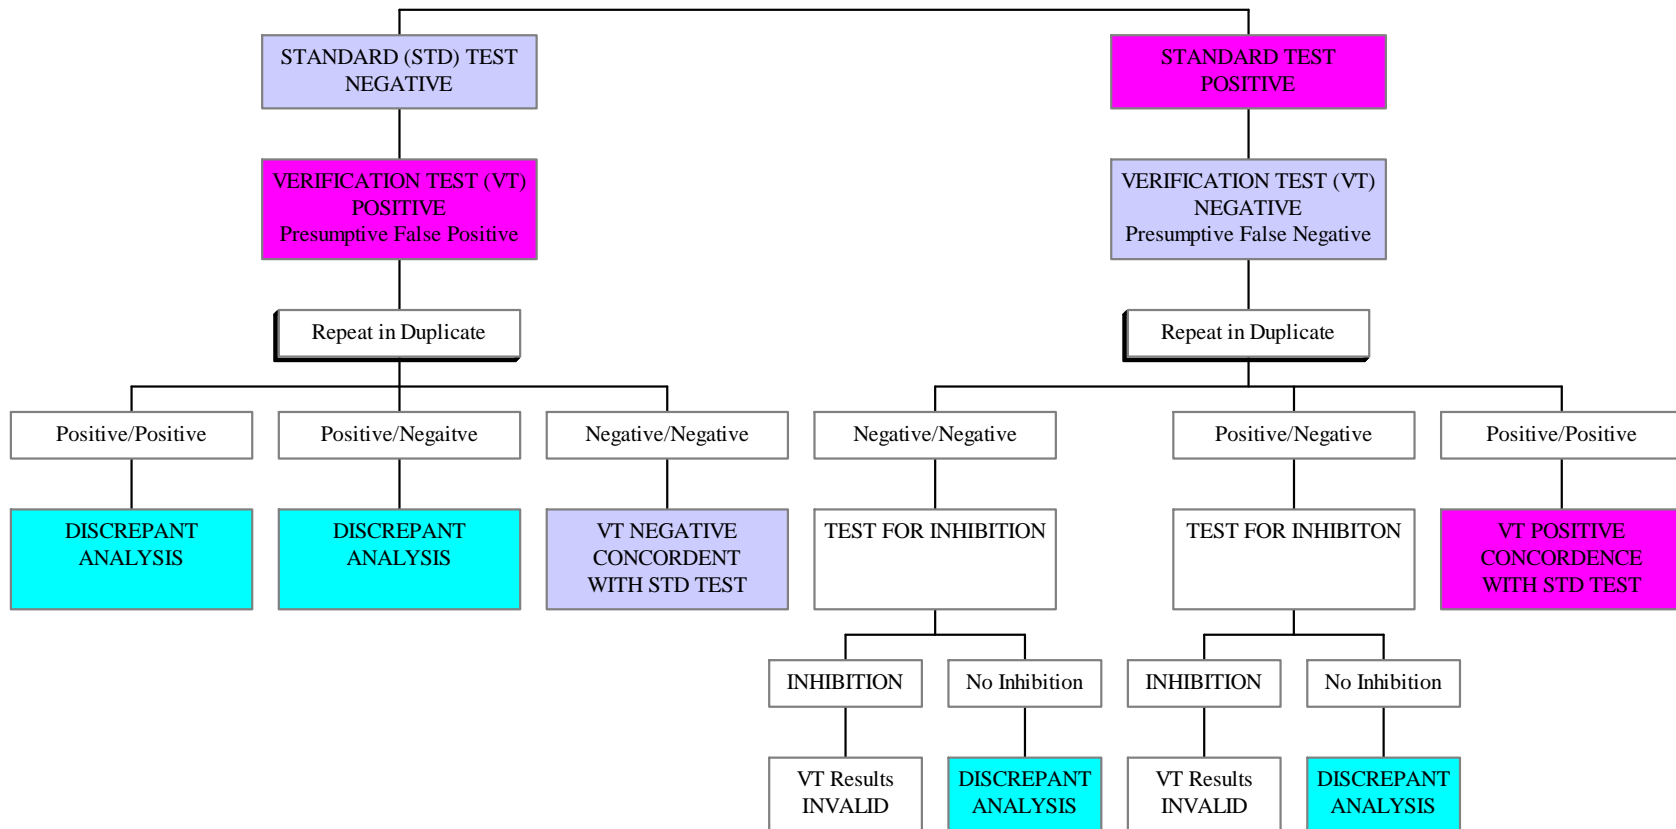 STANDARD (STD) TEST
NEGATIVE
STANDARD TEST
POSITIVE
VERIFICATION TEST (VT)
POSITIVE
Presumptive False Positive
VERIFICATION TEST (VT)
NEGATIVE
Presumptive False Negative
Repeat in Duplicate
Repeat in Duplicate
Positive/Positive
Positive/Negaitve
Negative/Negative
Negative/Negative
Positive/Negative
Positive/Positive
DISCREPANT
ANALYSIS
DISCREPANT
ANALYSIS
VT NEGATIVE
CONCORDENT
WITH STD TEST
TEST FOR INHIBITION
TEST FOR INHIBITON
VT POSITIVE
CONCORDENCE
WITH STD TEST
INHIBITION
No Inhibition
INHIBITION
No Inhibition
VT Results
INVALID
DISCREPANT
ANALYSIS
VT Results
INVALID
DISCREPANT
ANALYSIS